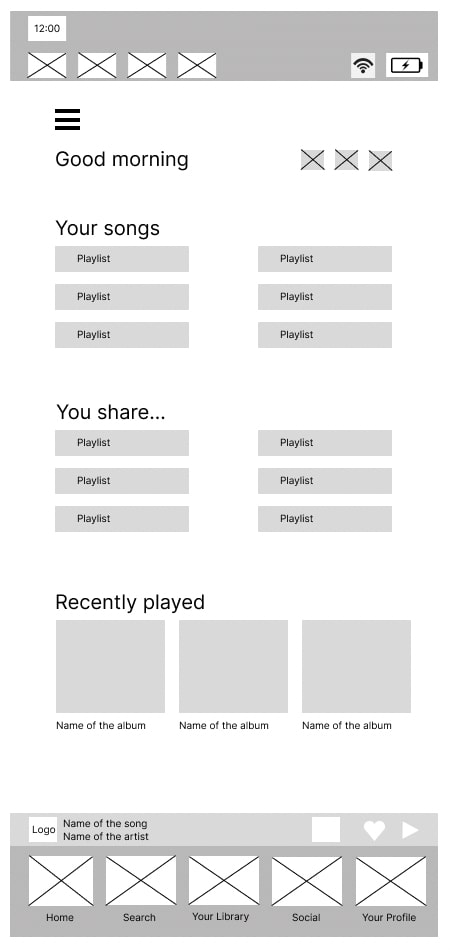 12:00
Good morning
Your songs
Playlist Playlist
Playlist Playlist
Playlist Playlist
You share...
Playlist Playlist
Playlist Playlist
Playlist Playlist
Recently played
Name of the album Name of the album Name of the album
Logo
Name of the song
Name of the artist
Home Search Your Library Social Your Profile